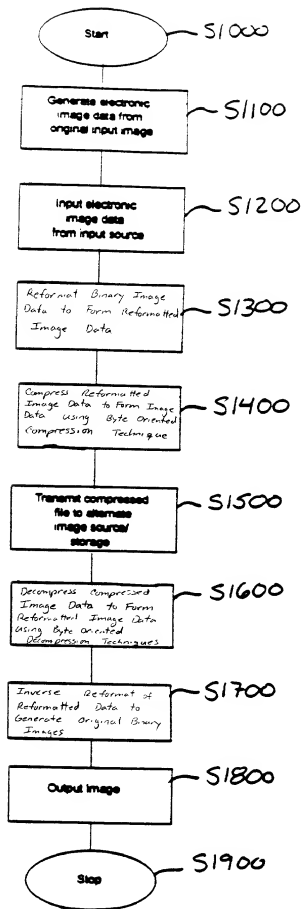 Start
S1000
Generate electronic
image data from
original input image
S1100
Input electronic
image data
from input source
S1200
Reformat Binary Image
Data to Form Reformatted
Image Data
S1300
Compress Reformatted
Image Data to Form Image
Data Using Byte Oriented
Compression Technique
S1400
Transmit compressed
file to alternate
image source/
storage
S1500
Decompress Compressed
Image Data to Form
Reformatted Image Data
Using Byte Oriented
Decompression Techniques
S1600
Inverse Reformat of
Reformatted Data to
Generate Original Binary
Images
S1700
Output Image
S1800
Stop
S1900